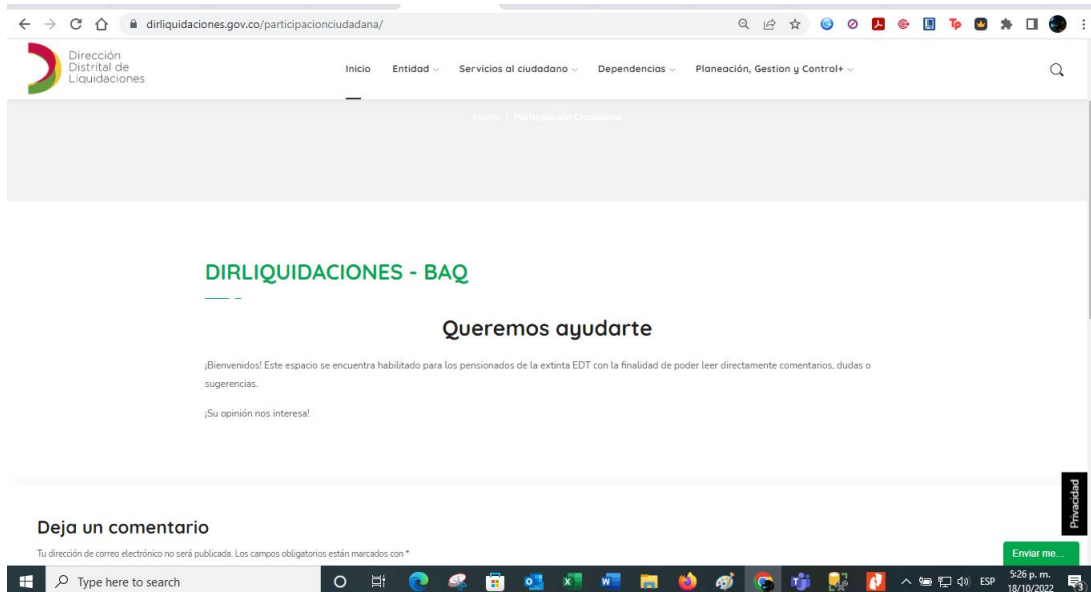 dirliquidaciones.gov.co/participacionciudadana/
Dirección
Distrital de
Liquidaciones
Inicio Entidad Servicios al ciudadano Dependencias Planeación, Gestion y Control+
Home / Participación Ciudadana
DIRLIQUIDACIONES - BAQ
Queremos ayudarte
¡Bienvenidos! Este espacio se encuentra habilitado para los pensionados de la extinta EDT con la finalidad de poder leer directamente comentarios, dudas o
sugerencias.
¡Su opinión nos interesa!
Privacidad
Deja un comentario
Tu dirección de correo electrónico no será publicada. Los campos obligatorios están marcados con *
Enviar me...
Type here to search
ESP
5:26 p. m.
18/10/2022
3